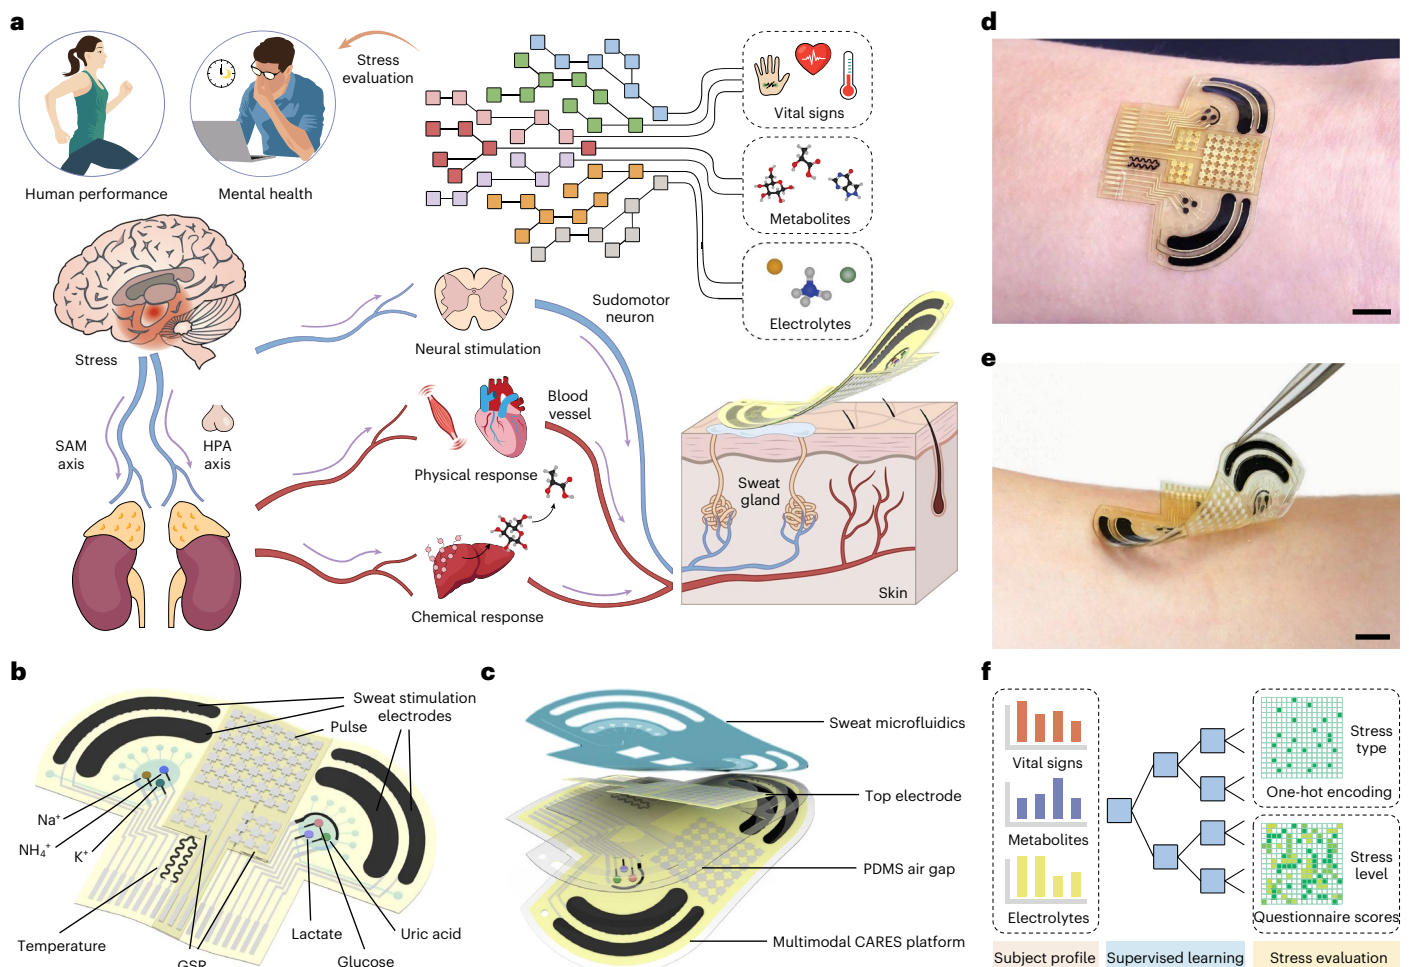 a
Human performance
Mental health
Stress
evaluation
Vital signs
Metabolites
Electrolytes
Stress
SAM
axis
HPA
axis
Neural stimulation
Sudomotor
neuron
Physical response
Blood
vessel
Chemical response
Sweat
gland
Skin
b
Sweat stimulation
electrodes
Pulse
Na⁺
NH₄⁺
K⁺
Temperature
GSR
Lactate
Glucose
Uric acid
c
Sweat microfluidics
Top electrode
PDMS air gap
Multimodal CARES platform
d
e
f
Vital signs
Metabolites
Electrolytes
Subject profile
Supervised learning
Stress
type
One-hot encoding
Stress
level
Questionnaire scores
Stress evaluation